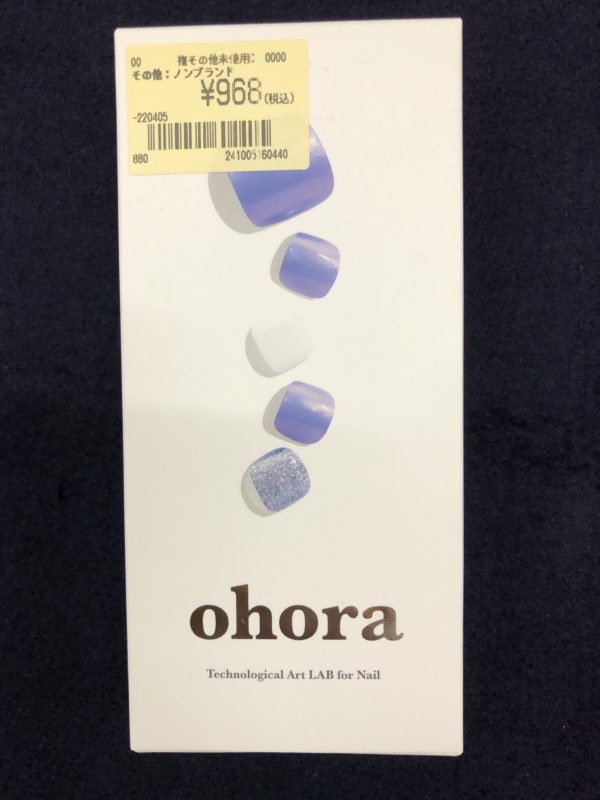 00 複その他未使用C 0000
その他：ノンブランド
¥968(税込)
-220405
880 241005160440
ohora
Technological Art LAB for Nail